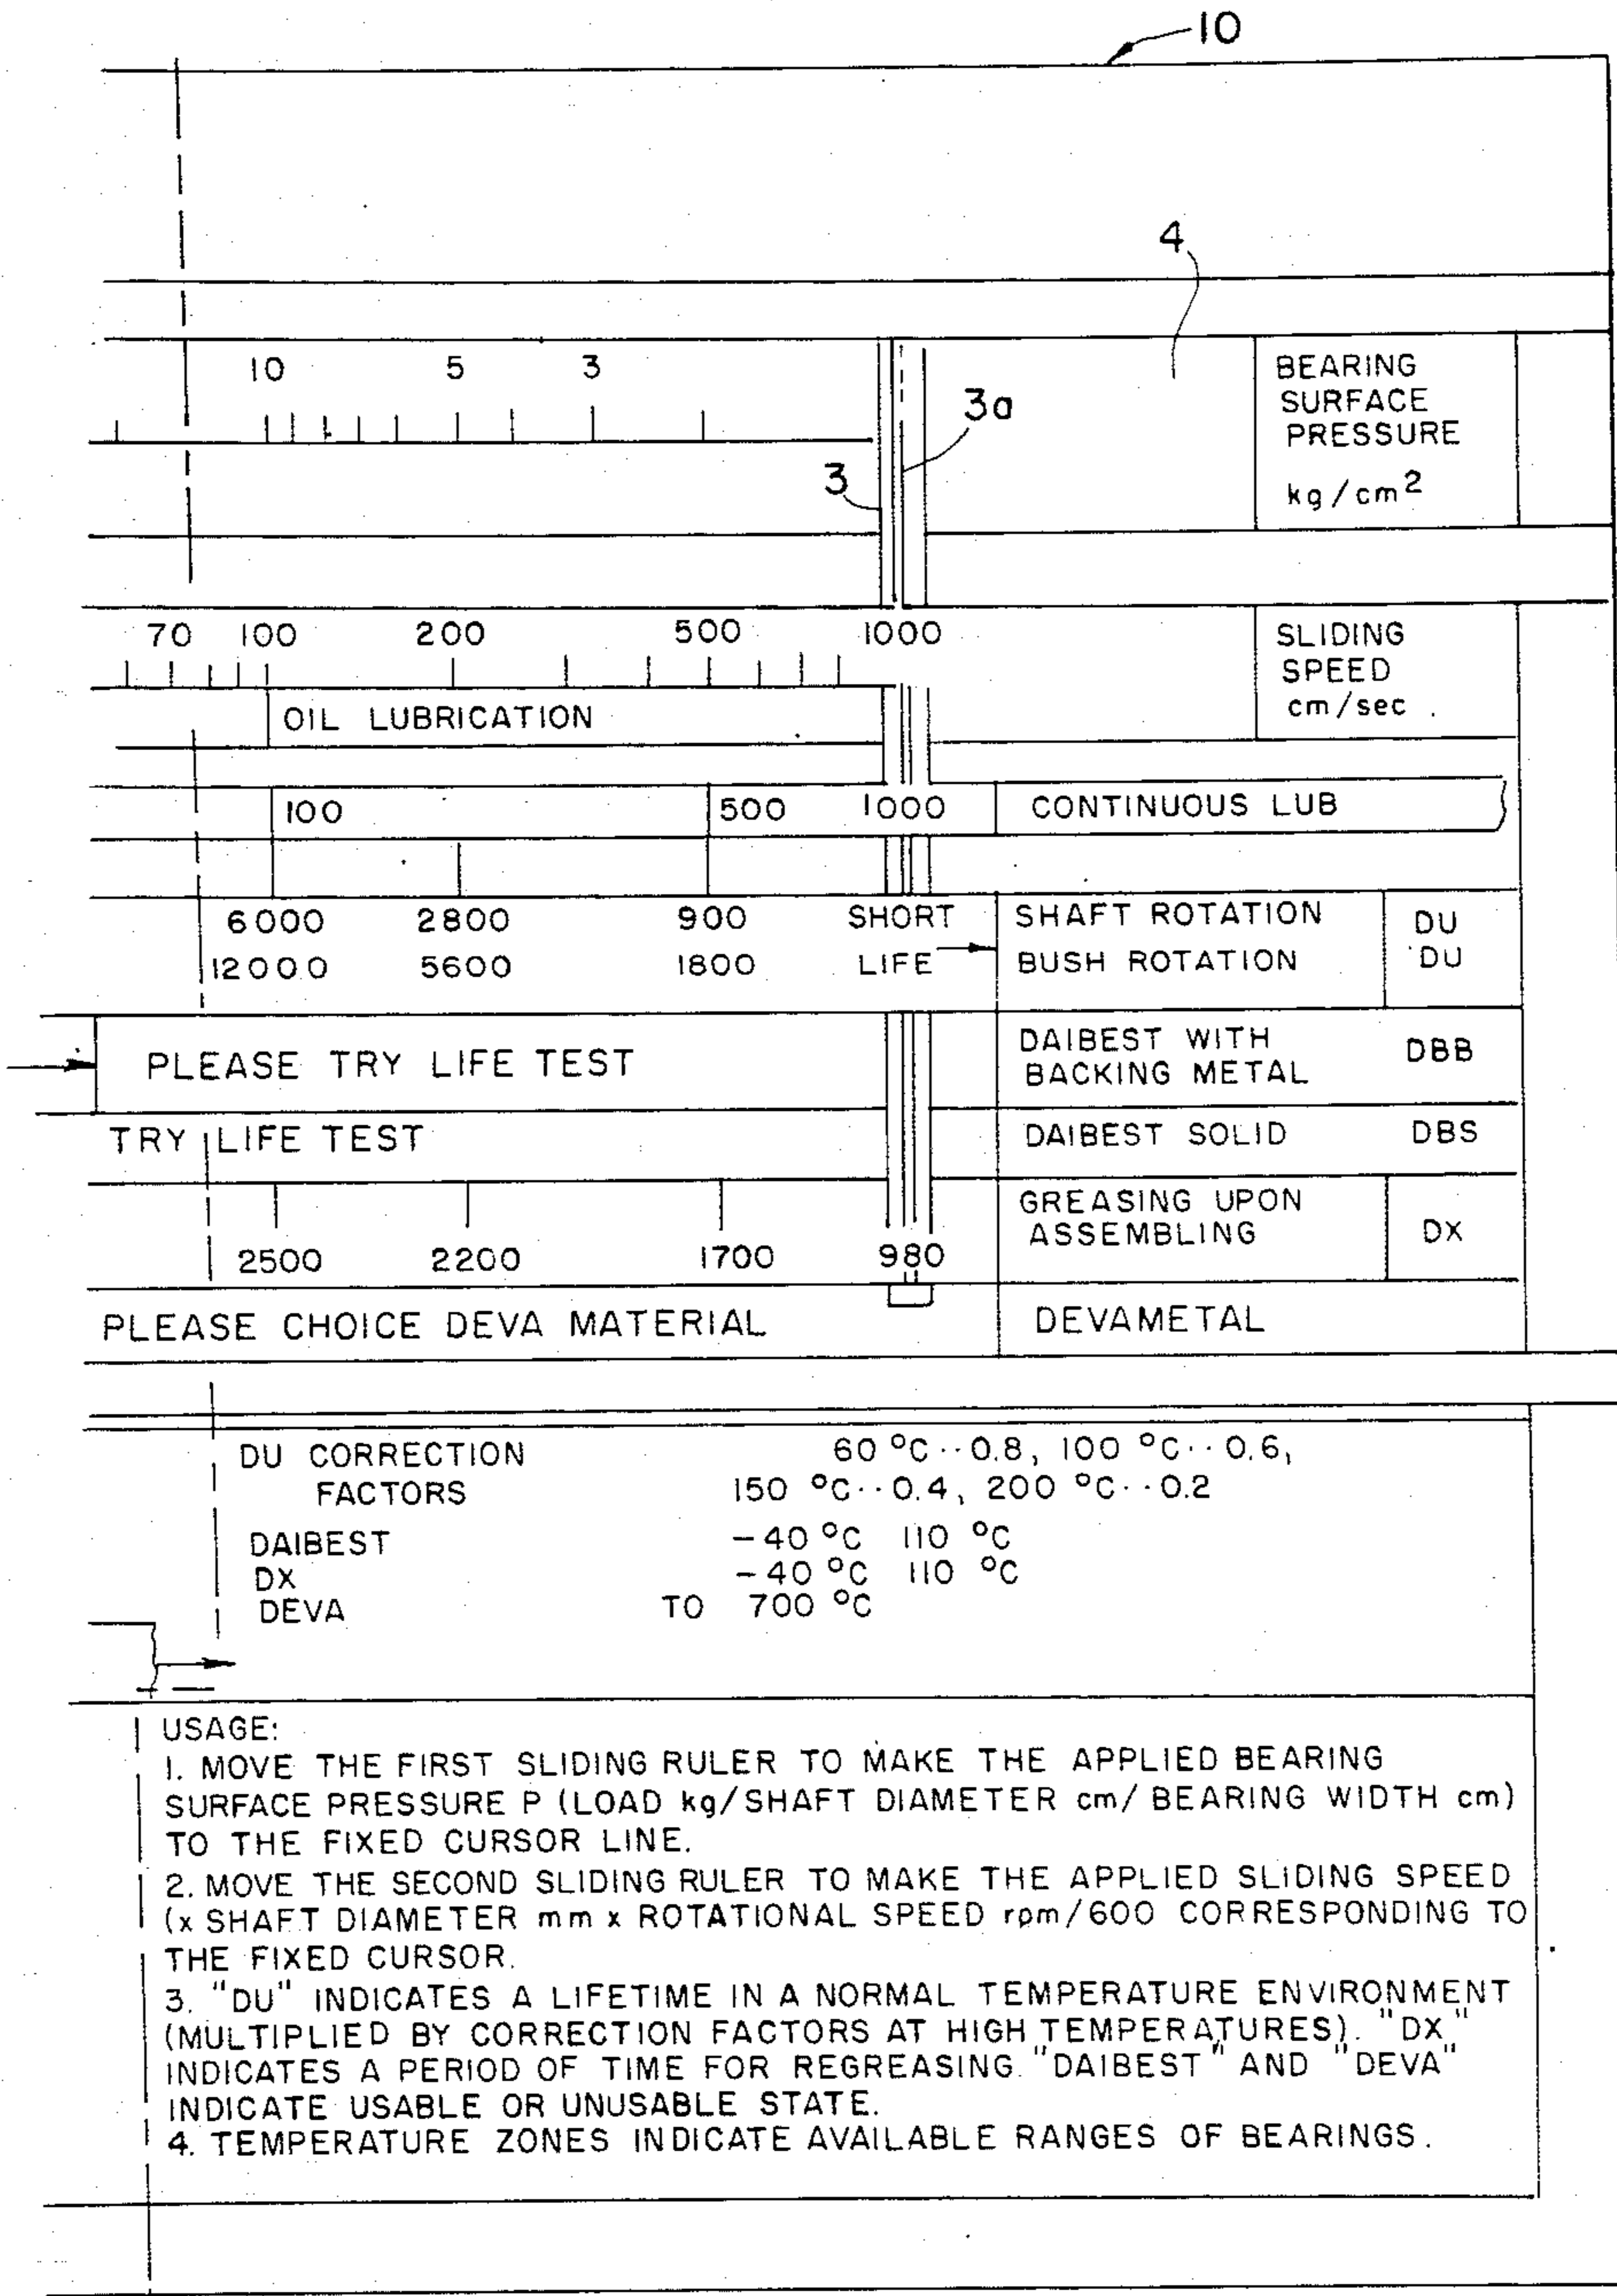 10
4
10 5 3
BEARING
SURFACE
PRESSURE
kg/cm2
3a
3
70 100 200 500 1000
SLIDING
SPEED
cm/sec.
OIL LUBRICATION
100 500 1000 CONTINUOUS LUB
6000 2800 900 SHORT SHAFT ROTATION DU
12000 5600 1800 LIFE BUSH ROTATION DU
PLEASE TRY LIFE TEST
DAIBEST WITH
BACKING METAL
DBB
TRY LIFE TEST DAIBEST SOLID DBS
GREASING UPON
ASSEMBLING
DX
2500 2200 1700 980
PLEASE CHOICE DEVA MATERIAL DEVAMETAL
DU CORRECTION 60 °C··0.8, 100 °C··0.6,
FACTORS 150 °C··0.4, 200 °C··0.2
DAIBEST -40 °C 110 °C
DX -40 °C 110 °C
DEVA TO 700 °C
USAGE:
1. MOVE THE FIRST SLIDING RULER TO MAKE THE APPLIED BEARING
SURFACE PRESSURE P (LOAD kg/SHAFT DIAMETER cm/BEARING WIDTH cm)
TO THE FIXED CURSOR LINE.
2. MOVE THE SECOND SLIDING RULER TO MAKE THE APPLIED SLIDING SPEED
(x SHAFT DIAMETER mm x ROTATIONAL SPEED rpm/600 CORRESPONDING TO
THE FIXED CURSOR.
3. "DU" INDICATES A LIFETIME IN A NORMAL TEMPERATURE ENVIRONMENT
(MULTIPLIED BY CORRECTION FACTORS AT HIGH TEMPERATURES). "DX"
INDICATES A PERIOD OF TIME FOR REGREASING. "DAIBEST" AND "DEVA"
INDICATE USABLE OR UNUSABLE STATE.
4. TEMPERATURE ZONES INDICATE AVAILABLE RANGES OF BEARINGS.